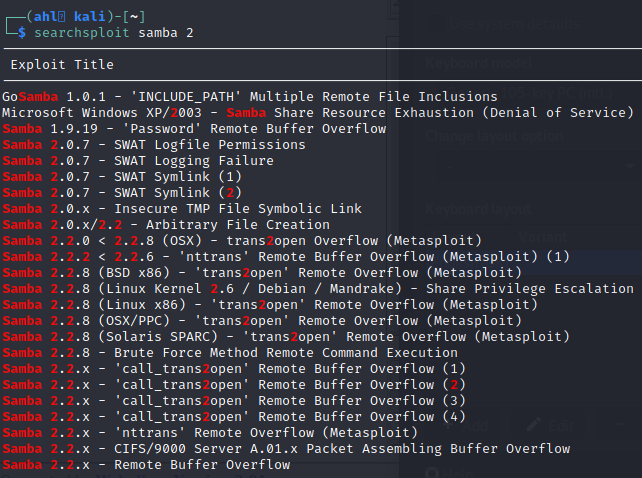 ┌──(ahl㉿ kali)-[~]
└─$ searchsploit samba 2
Exploit Title
GoSamba 1.0.1 - 'INCLUDE_PATH' Multiple Remote File Inclusions
Microsoft Windows XP/2003 - Samba Share Resource Exhaustion (Denial of Service)
Samba 1.9.19 - 'Password' Remote Buffer Overflow
Samba 2.0.7 - SWAT Logfile Permissions
Samba 2.0.7 - SWAT Logging Failure
Samba 2.0.7 - SWAT Symlink (1)
Samba 2.0.7 - SWAT Symlink (2)
Samba 2.0.x - Insecure TMP File Symbolic Link
Samba 2.0.x/2.2 - Arbitrary File Creation
Samba 2.2.0 < 2.2.8 (OSX) - trans2open Overflow (Metasploit)
Samba 2.2.2 < 2.2.6 - 'nttrans' Remote Buffer Overflow (Metasploit) (1)
Samba 2.2.8 (BSD x86) - 'trans2open' Remote Overflow (Metasploit)
Samba 2.2.8 (Linux Kernel 2.6 / Debian / Mandrake) - Share Privilege Escalation
Samba 2.2.8 (Linux x86) - 'trans2open' Remote Overflow (Metasploit)
Samba 2.2.8 (OSX/PPC) - 'trans2open' Remote Overflow (Metasploit)
Samba 2.2.8 (Solaris SPARC) - 'trans2open' Remote Overflow (Metasploit)
Samba 2.2.8 - Brute Force Method Remote Command Execution
Samba 2.2.x - 'call_trans2open' Remote Buffer Overflow (1)
Samba 2.2.x - 'call_trans2open' Remote Buffer Overflow (2)
Samba 2.2.x - 'call_trans2open' Remote Buffer Overflow (3)
Samba 2.2.x - 'call_trans2open' Remote Buffer Overflow (4)
Samba 2.2.x - 'nttrans' Remote Overflow (Metasploit)
Samba 2.2.x - CIFS/9000 Server A.01.x Packet Assembling Buffer Overflow
Samba 2.2.x - Remote Buffer Overflow
Keyboard model
Keyboard layout
Add
Edit